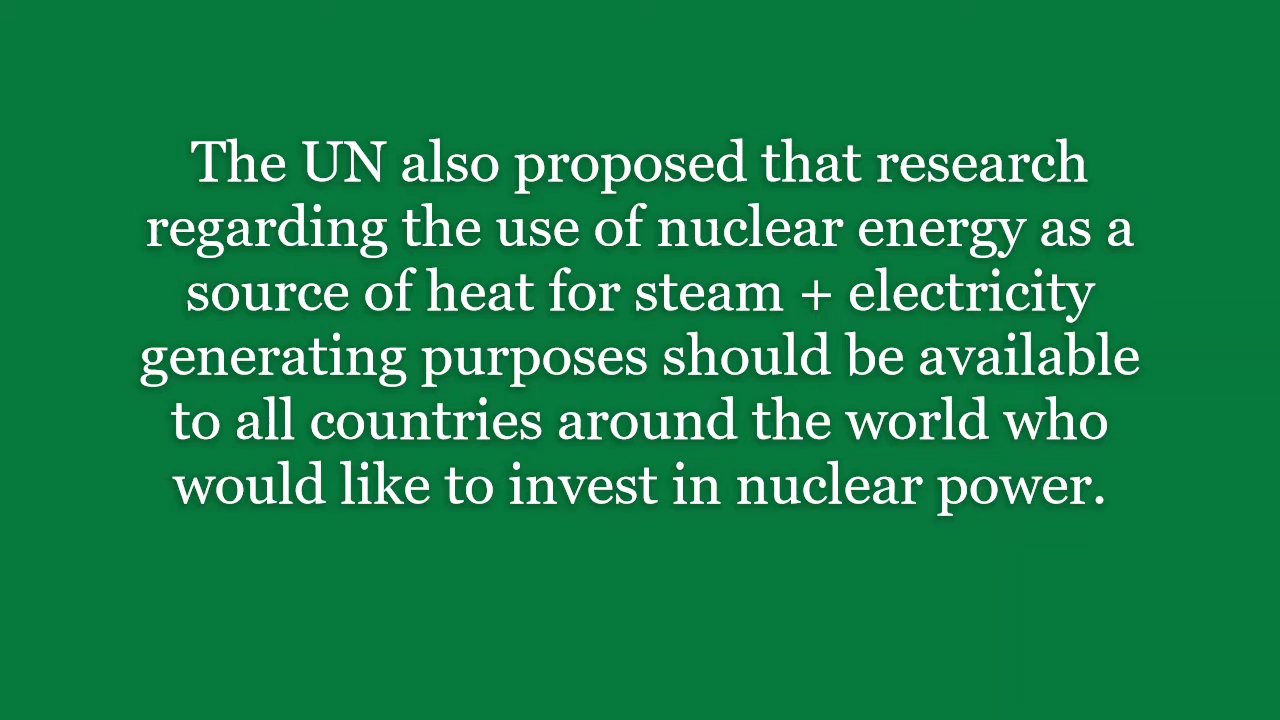 The UN also proposed that research
regarding the use of nuclear energy as a
source of heat for steam + electricity
generating purposes should be available
to all countries around the world who
would like to invest in nuclear power.